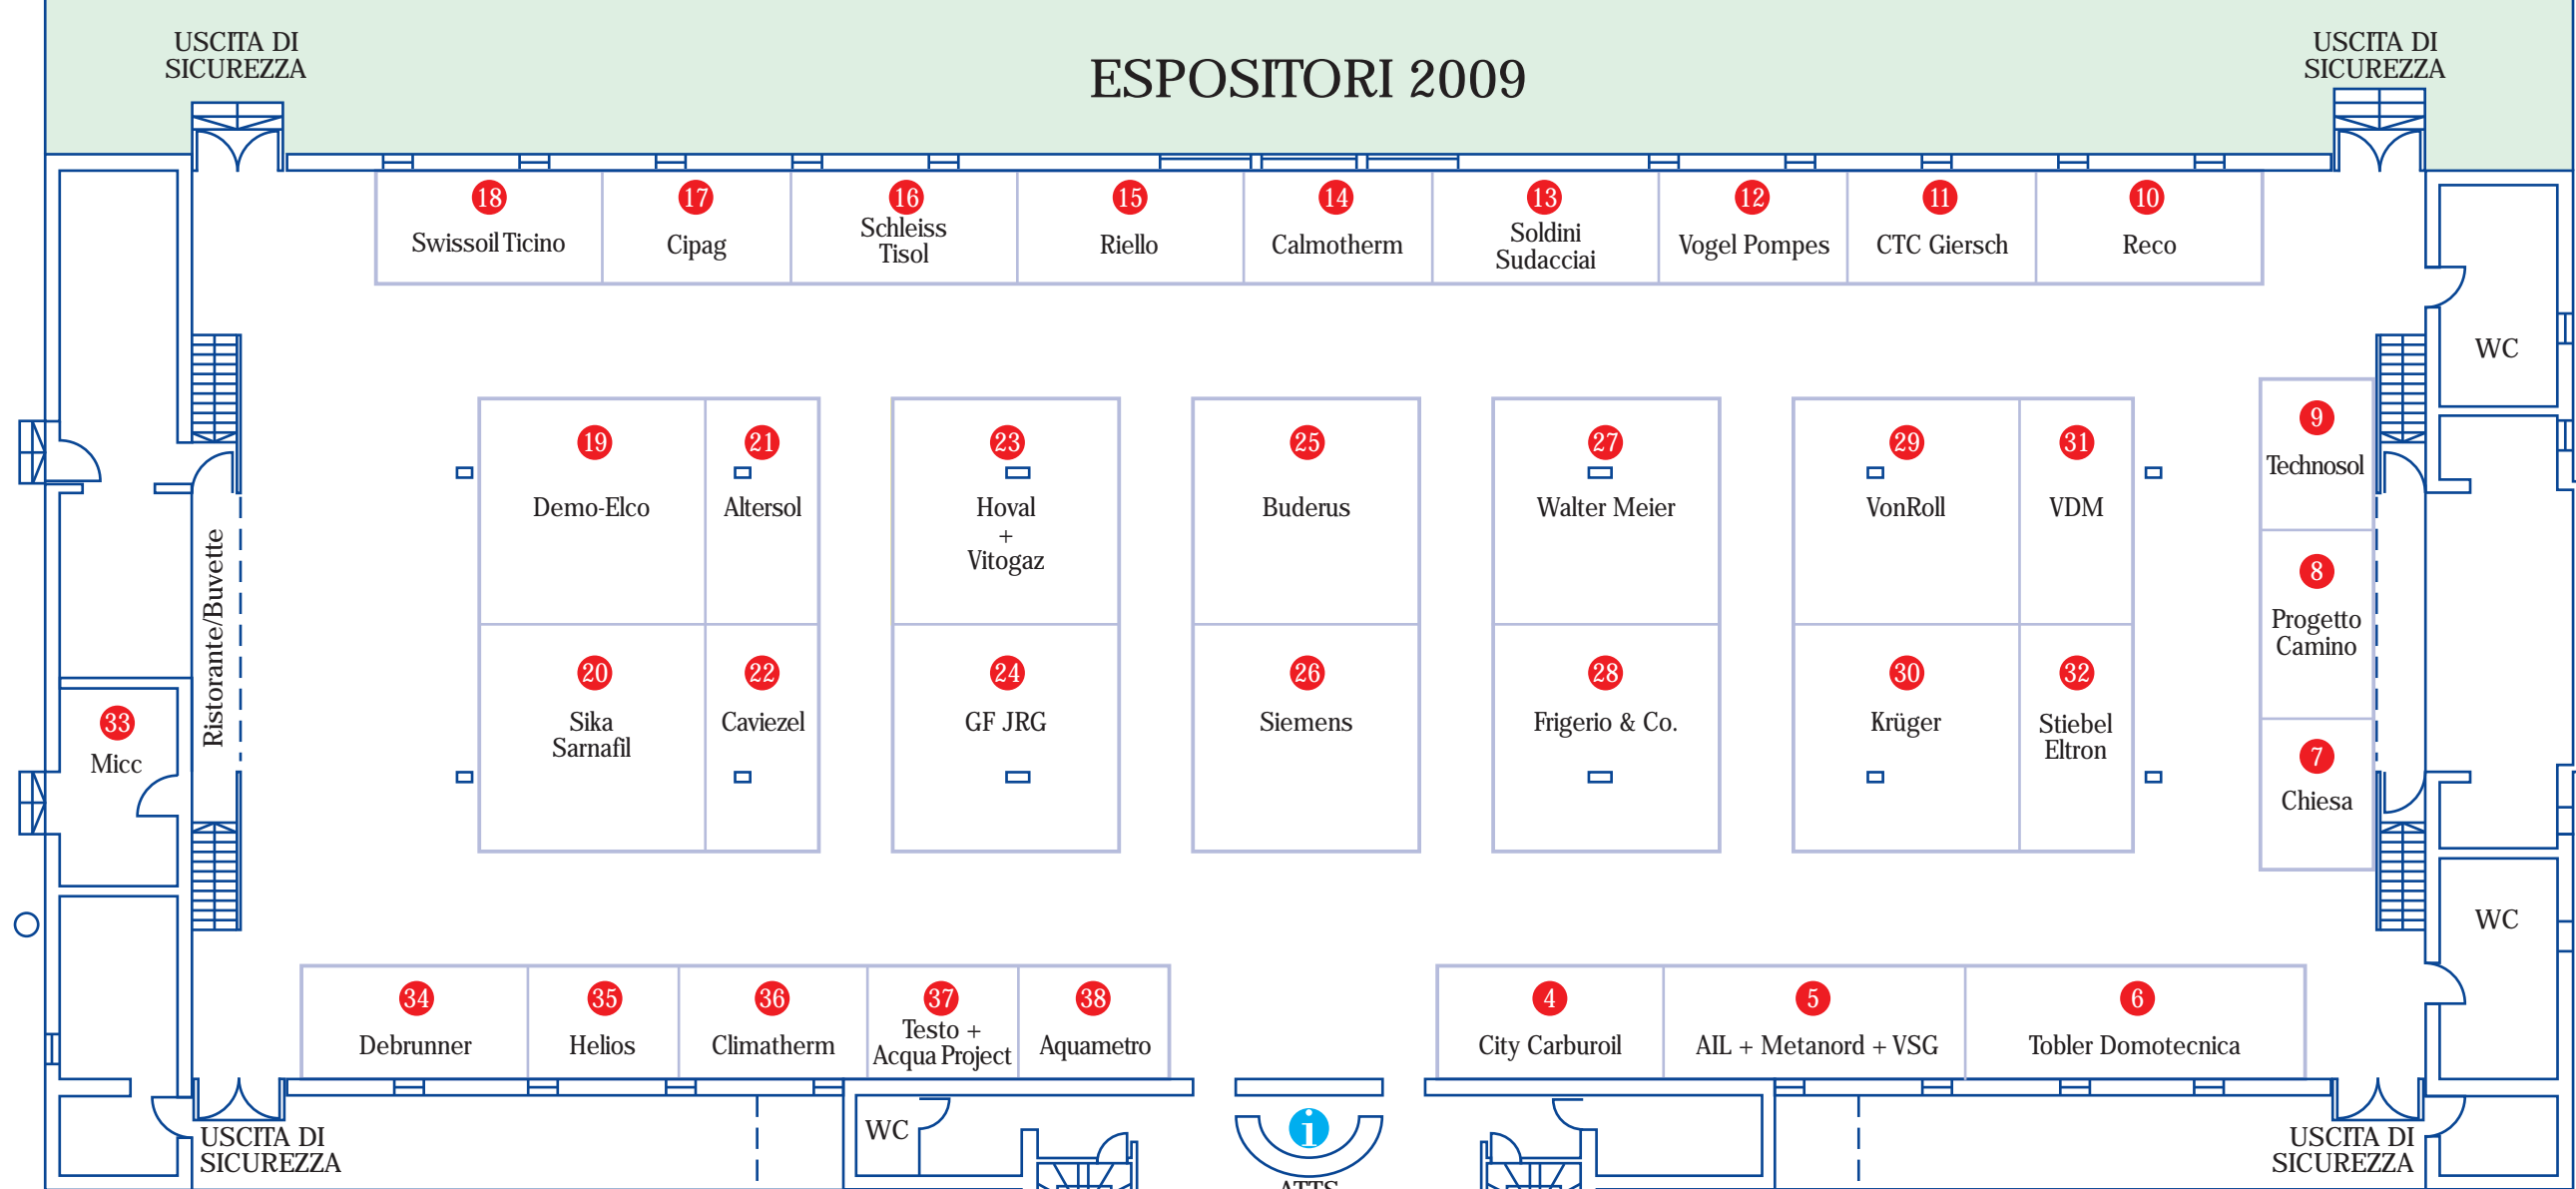 USCITA DI
SICUREZZA
ESPOSITORI 2009
USCITA DI
SICUREZZA
18
Swissoil Ticino
17
Cipag
16
Schleiss
Tisol
15
Riello
14
Calmotherm
13
Soldini
Sudacciai
12
Vogel Pompes
11
CTC Giersch
10
Reco
WC
19
Demo-Elco
21
Altersol
23
Hoval
+
Vitogaz
25
Buderus
27
Walter Meier
29
VonRoll
31
VDM
9
Technosol
8
Progetto
Camino
7
Chiesa
Ristorante/Buvette
33
Micc
20
Sika
Sarnafil
22
Caviezel
24
GF JRG
26
Siemens
28
Frigerio & Co.
30
Krüger
32
Stiebel
Eltron
WC
34
Debrunner
35
Helios
36
Climatherm
37
Testo +
Acqua Project
38
Aquametro
4
City Carburoil
5
AIL + Metanord + VSG
6
Tobler Domotecnica
USCITA DI
SICUREZZA
WC
i
ATTS
USCITA DI
SICUREZZA